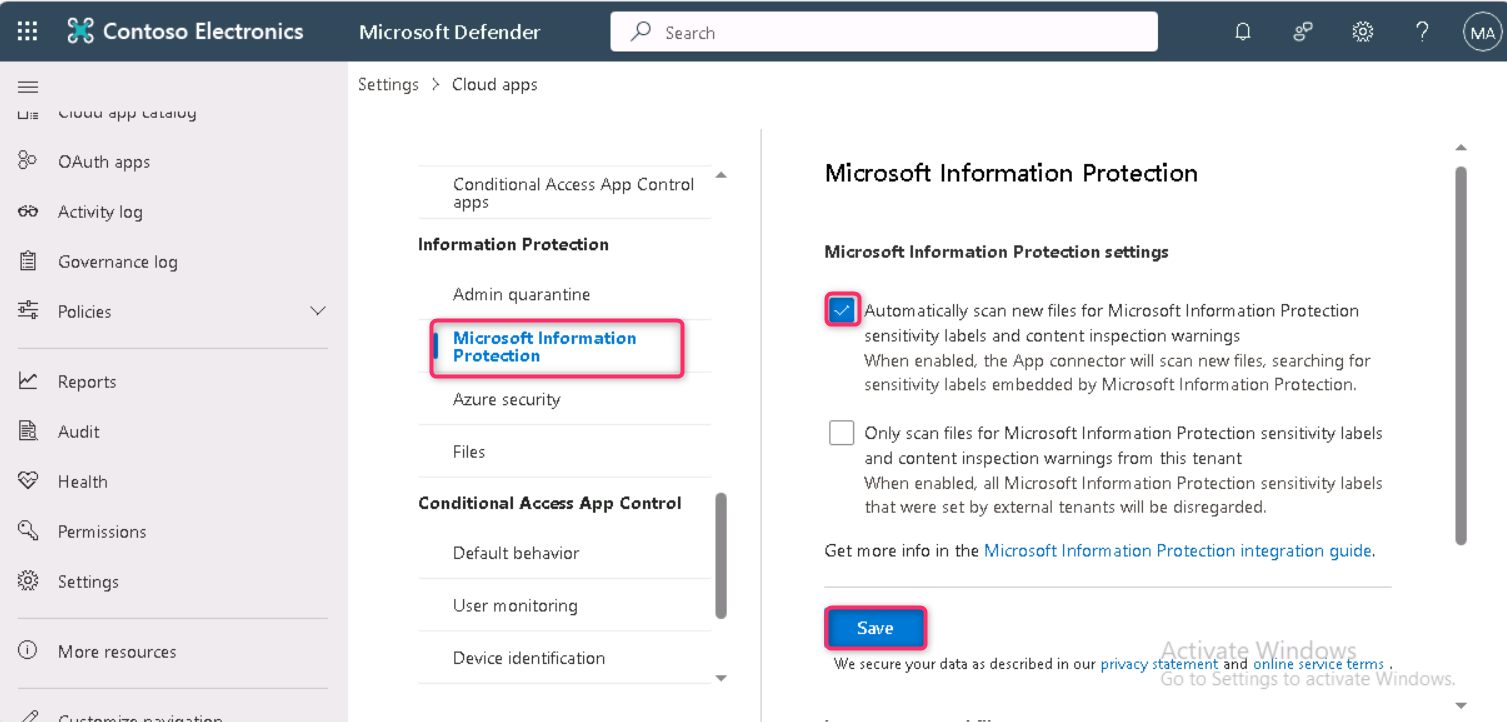 Contoso Electronics
Microsoft Defender
Search
MA
Cloud app catalog
OAuth apps
Activity log
Governance log
Policies
Reports
Audit
Health
Permissions
Settings
More resources
Customize navigation
Settings > Cloud apps
Conditional Access App Control
apps
Information Protection
Admin quarantine
Microsoft Information
Protection
Azure security
Files
Conditional Access App Control
Default behavior
User monitoring
Device identification
Microsoft Information Protection
Microsoft Information Protection settings
Automatically scan new files for Microsoft Information Protection
sensitivity labels and content inspection warnings
When enabled, the App connector will scan new files, searching for
sensitivity labels embedded by Microsoft Information Protection.
Only scan files for Microsoft Information Protection sensitivity labels
and content inspection warnings from this tenant
When enabled, all Microsoft Information Protection sensitivity labels
that were set by external tenants will be disregarded.
Get more info in the Microsoft Information Protection integration guide.
Save
We secure your data as described in our privacy statement and online service terms .
Activate Windows
Go to Settings to activate Windows.